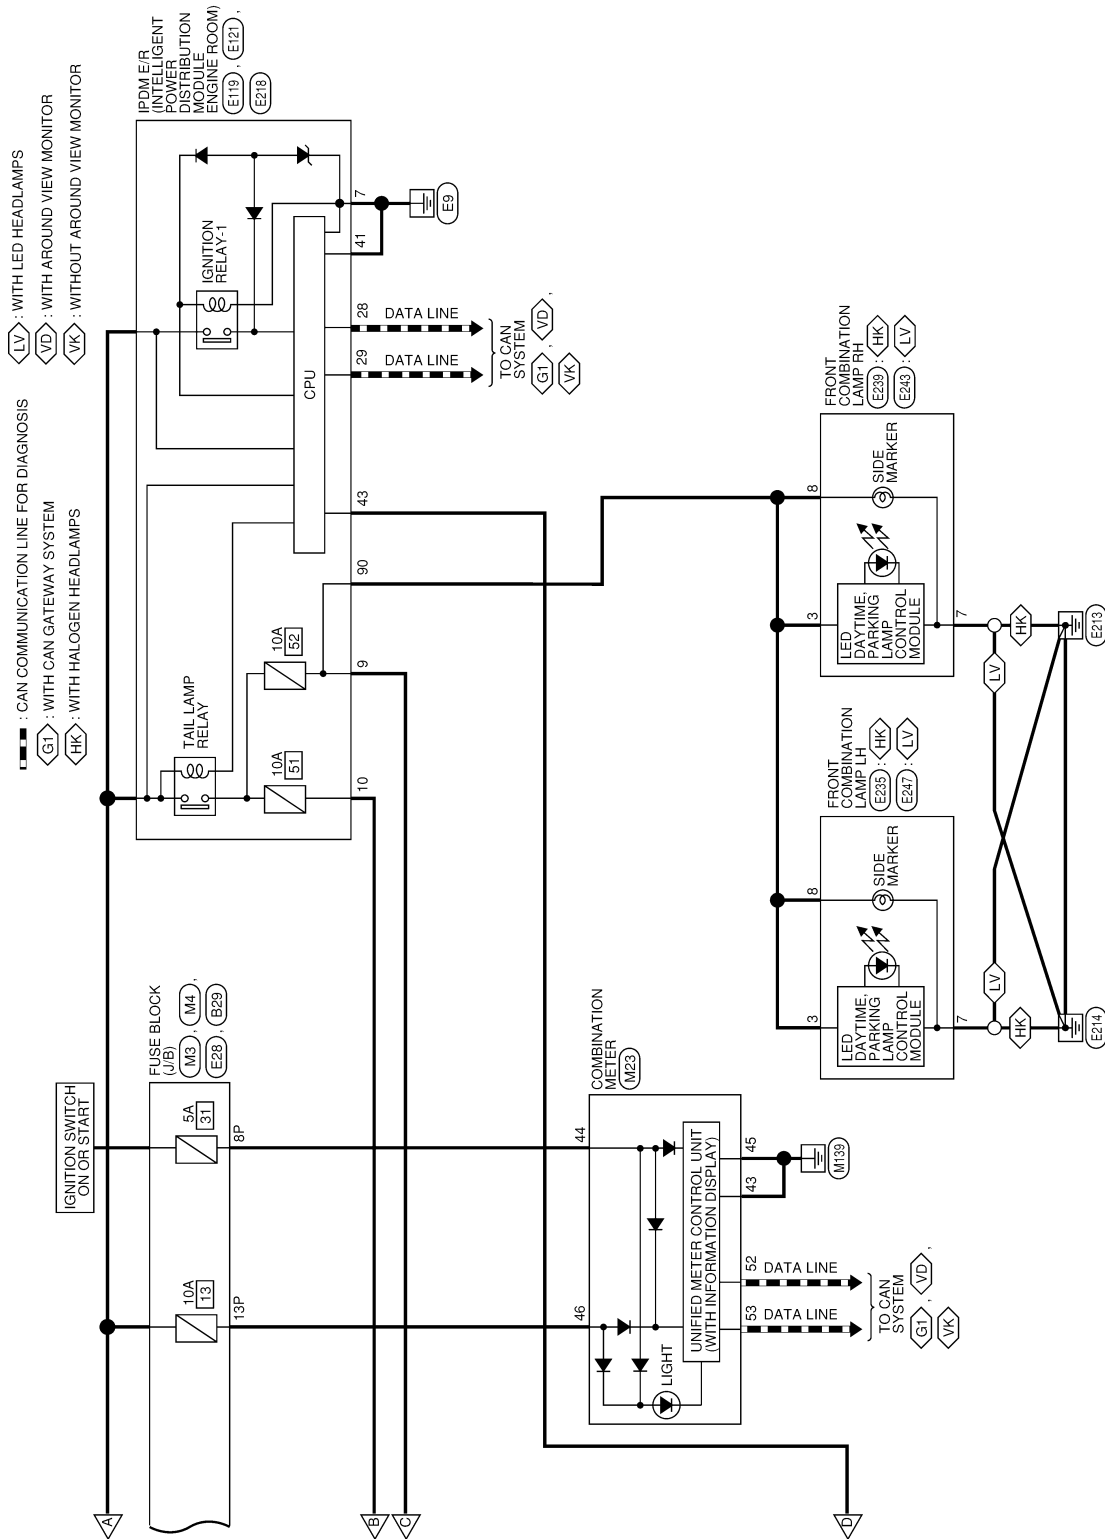 : CAN COMMUNICATION LINE FOR DIAGNOSIS
G1 : WITH CAN GATEWAY SYSTEM
HK : WITH HALOGEN HEADLAMPS
LV : WITH LED HEADLAMPS
VD : WITH AROUND VIEW MONITOR
VK : WITHOUT AROUND VIEW MONITOR
IGNITION SWITCH
ON OR START
A
FUSE BLOCK
(J/B)
M3 , M4 ,
E28 , B29
10A
13
13P
5A
31
8P
TAIL LAMP
RELAY
10A
51
10A
52
IGNITION
RELAY-1
CPU
IPDM E/R
(INTELLIGENT
POWER
DISTRIBUTION
MODULE
ENGINE ROOM)
E119 , E121 ,
E218
10
9
90
43
29
28
41
7
DATA LINE
DATA LINE
TO CAN
SYSTEM
G1 , VD ,
VK
E9
B
C
COMBINATION
METER
M23
46
44
LIGHT
UNIFIED METER CONTROL UNIT
(WITH INFORMATION DISPLAY)
53
52
43
45
DATA LINE
DATA LINE
TO CAN
SYSTEM
G1 , VD ,
VK
M139
D
FRONT
COMBINATION
LAMP LH
E235 : HK
E247 : LV
3
8
LED
DAYTIME,
PARKING
LAMP
CONTROL
MODULE
SIDE
MARKER
7
LV
HK
E214
FRONT
COMBINATION
LAMP RH
E239 : HK
E243 : LV
3
8
LED
DAYTIME,
PARKING
LAMP
CONTROL
MODULE
SIDE
MARKER
7
LV
HK
E213